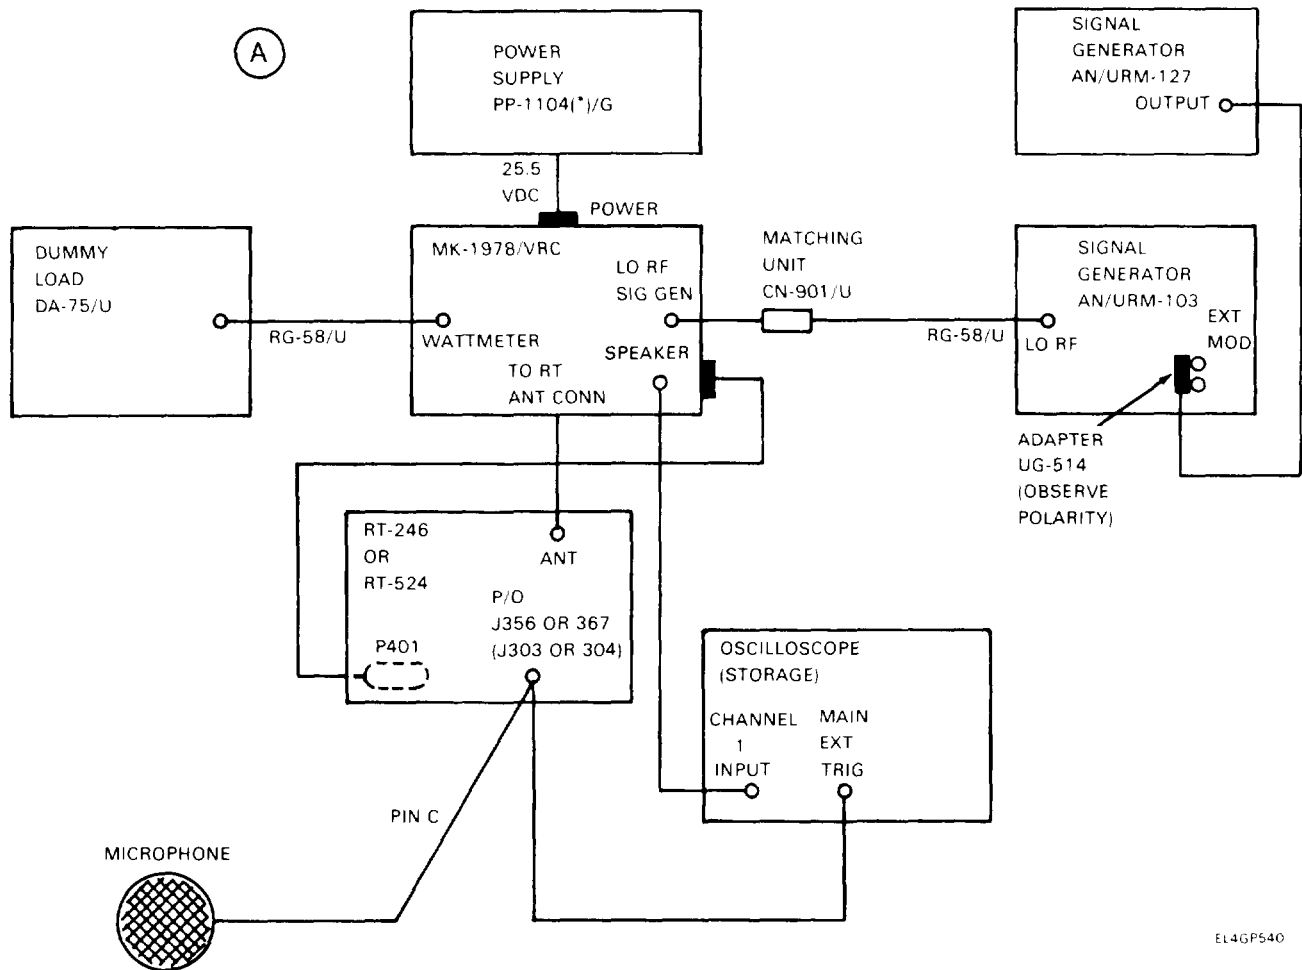 A
POWER
SUPPLY
PP-1104(*)/G
SIGNAL
GENERATOR
AN/URM-127
OUTPUT
25.5
VDC
POWER
DUMMY
LOAD
DA-75/U
RG-58/U
MK-1978/VRC
LO RF
SIG GEN
WATTMETER
SPEAKER
TO RT
ANT CONN
MATCHING
UNIT
CN-901/U
RG-58/U
SIGNAL
GENERATOR
AN/URM-103
EXT
MOD
LO RF
ADAPTER
UG-514
(OBSERVE
POLARITY)
RT-246
OR
RT-524
ANT
P/O
J356 OR 367
(J303 OR 304)
P401
OSCILLOSCOPE
(STORAGE)
CHANNEL
1
INPUT
MAIN
EXT
TRIG
PIN C
MICROPHONE
EL4GP540